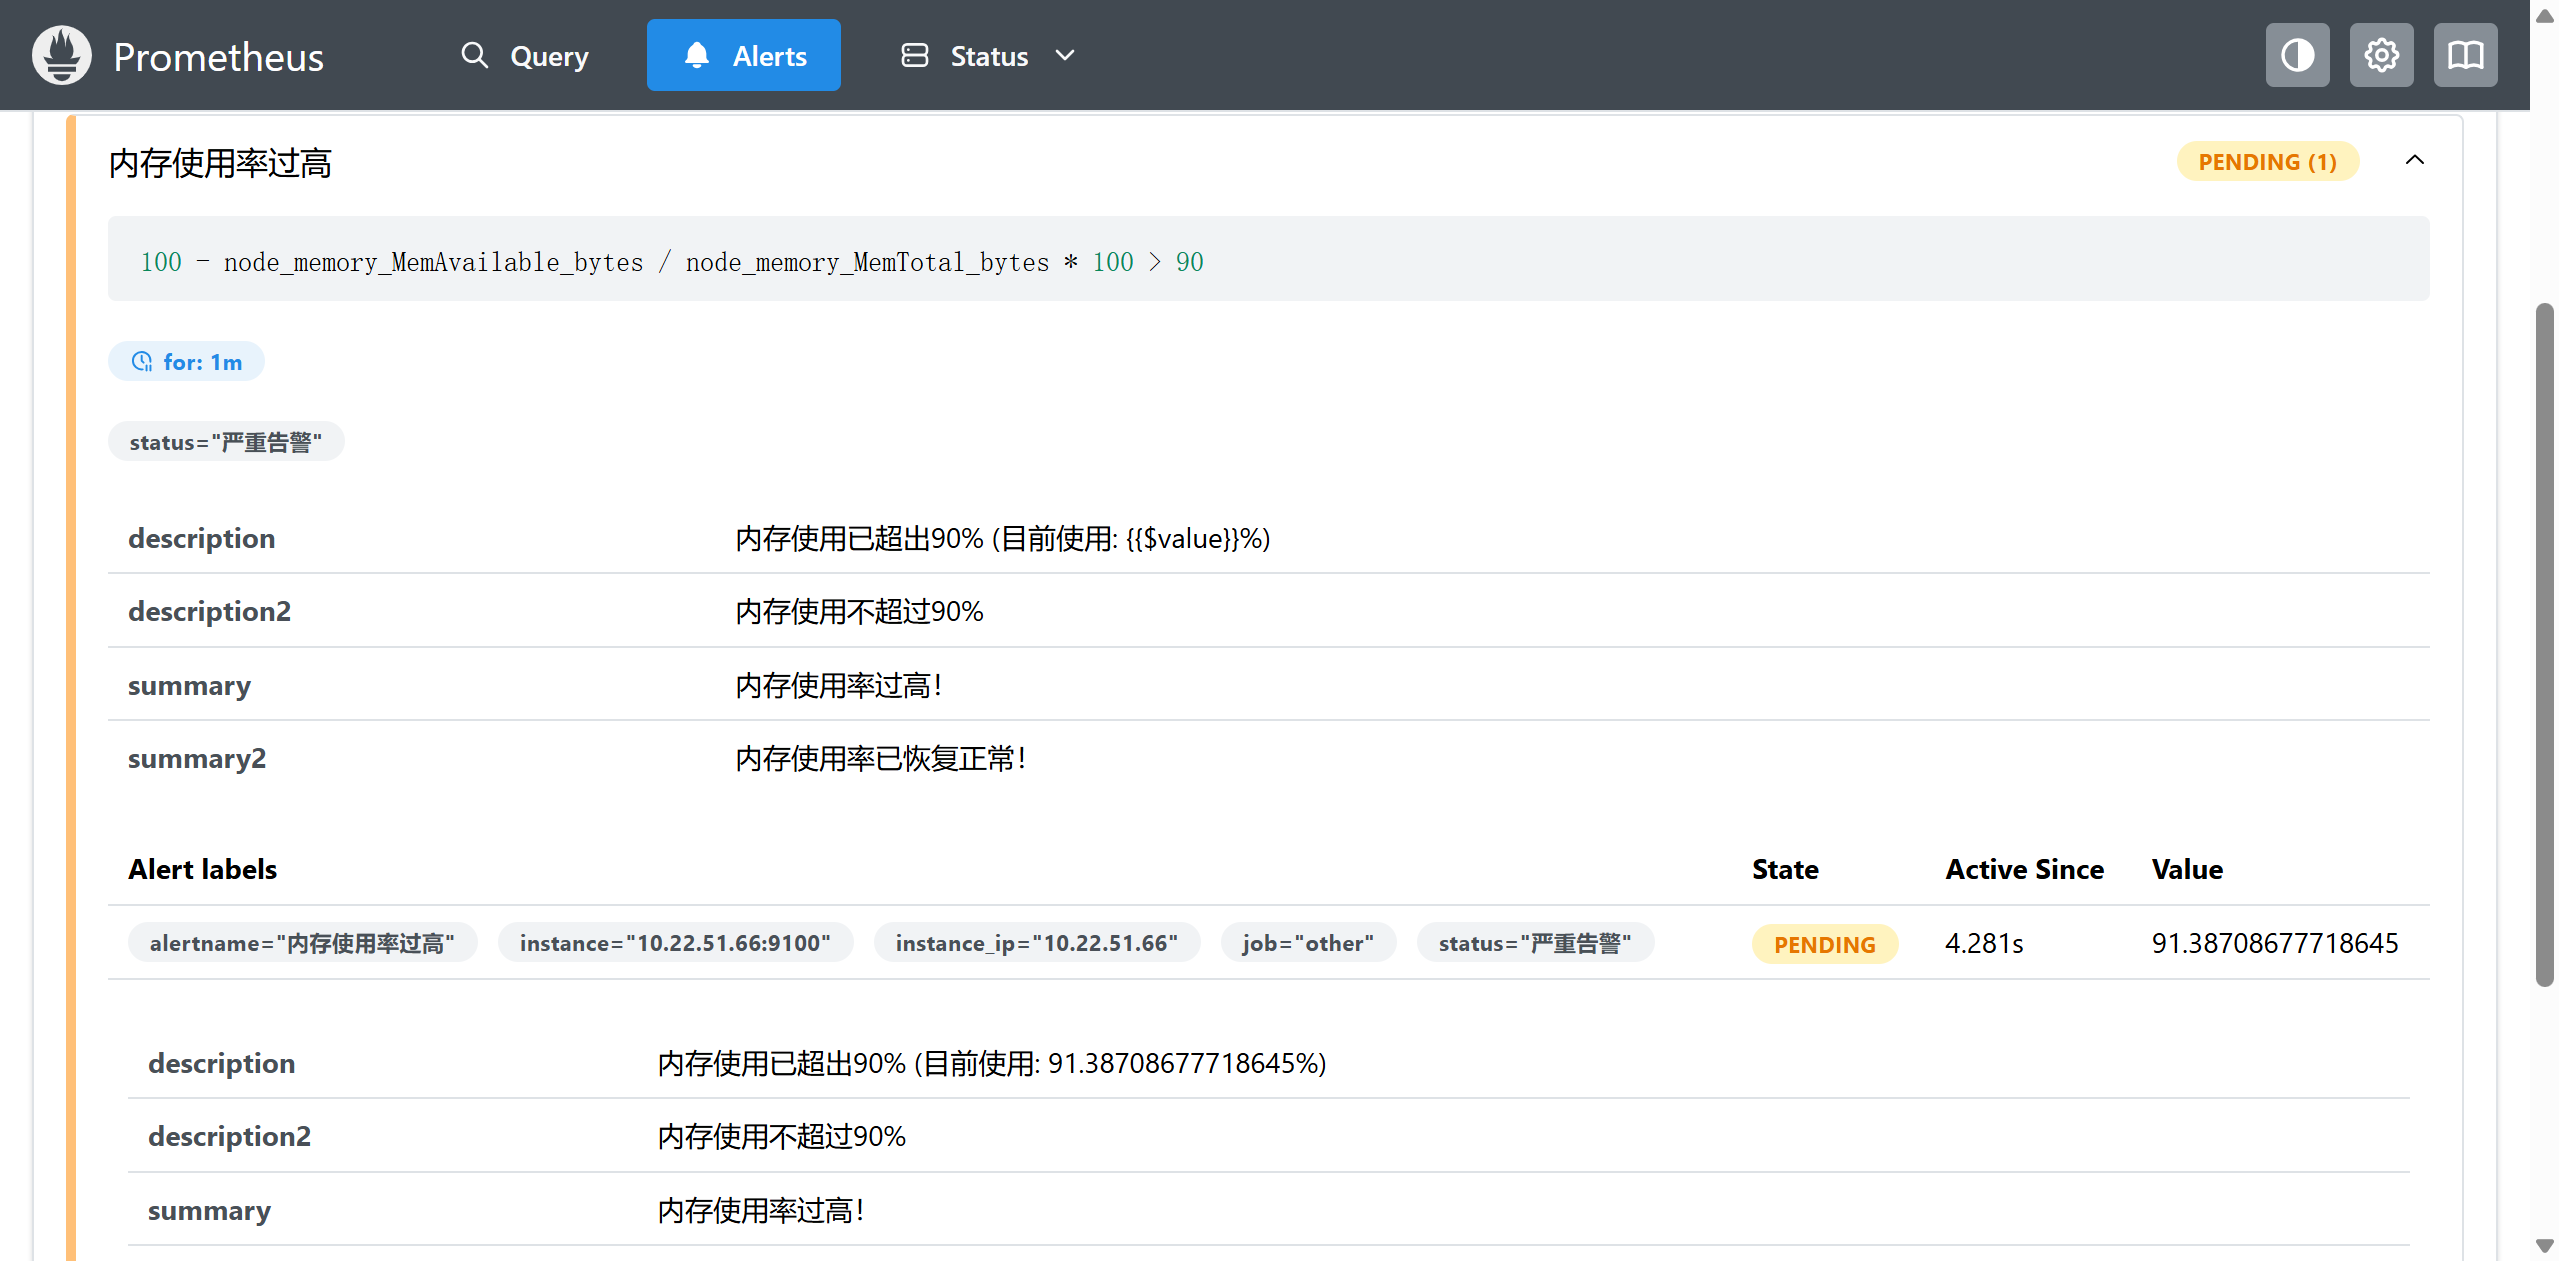 Prometheus Query Alerts Status
内存使用率过高 PENDING (1)
100 - node_memory_MemAvailable_bytes / node_memory_MemTotal_bytes * 100 > 90
for: 1m
status="严重告警"
description 内存使用已超出90% (目前使用: {{$value}}%)
description2 内存使用不超过90%
summary 内存使用率过高！
summary2 内存使用率已恢复正常！
Alert labels State Active Since Value
alertname="内存使用率过高" instance="10.22.51.66:9100" instance_ip="10.22.51.66" job="other" status="严重告警" PENDING 4.281s 91.38708677718645
description 内存使用已超出90% (目前使用: 91.38708677718645%)
description2 内存使用不超过90%
summary 内存使用率过高！